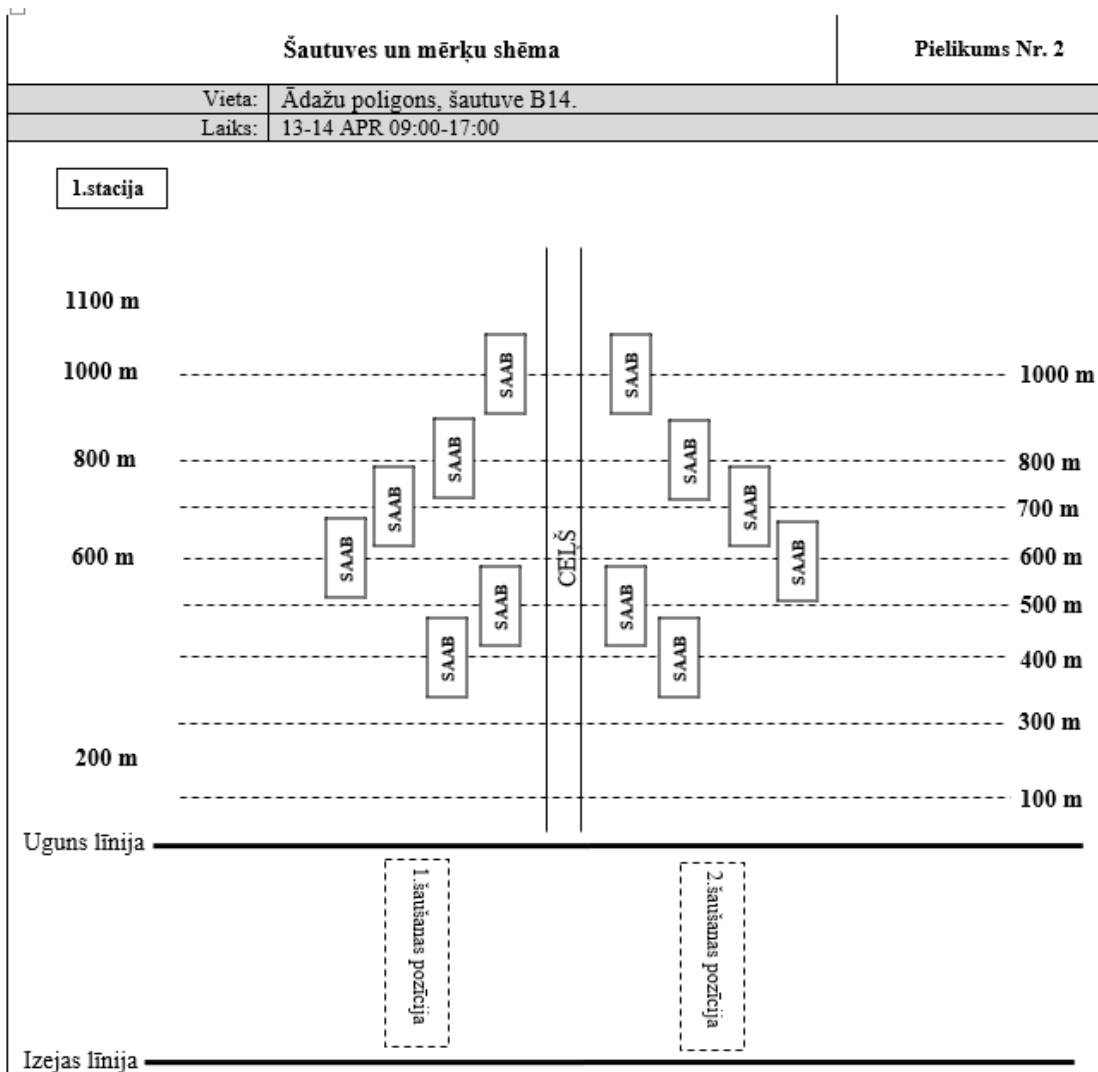 Šautuves un mērķu shēma
Pielikums Nr. 2
Vieta: Ādažu poligons, šautuve B14.
Laiks: 13-14 APR 09:00-17:00
1.stacija
1100 m
1000 m SAAB SAAB 1000 m
800 m SAAB SAAB 800 m
SAAB SAAB 700 m
600 m SAAB CEĻŠ SAAB 600 m
SAAB SAAB 500 m
SAAB SAAB 400 m
300 m
200 m
100 m
Uguns līnija
1.šaušanas pozīcija
2.šaušanas pozīcija
Izejas līnija